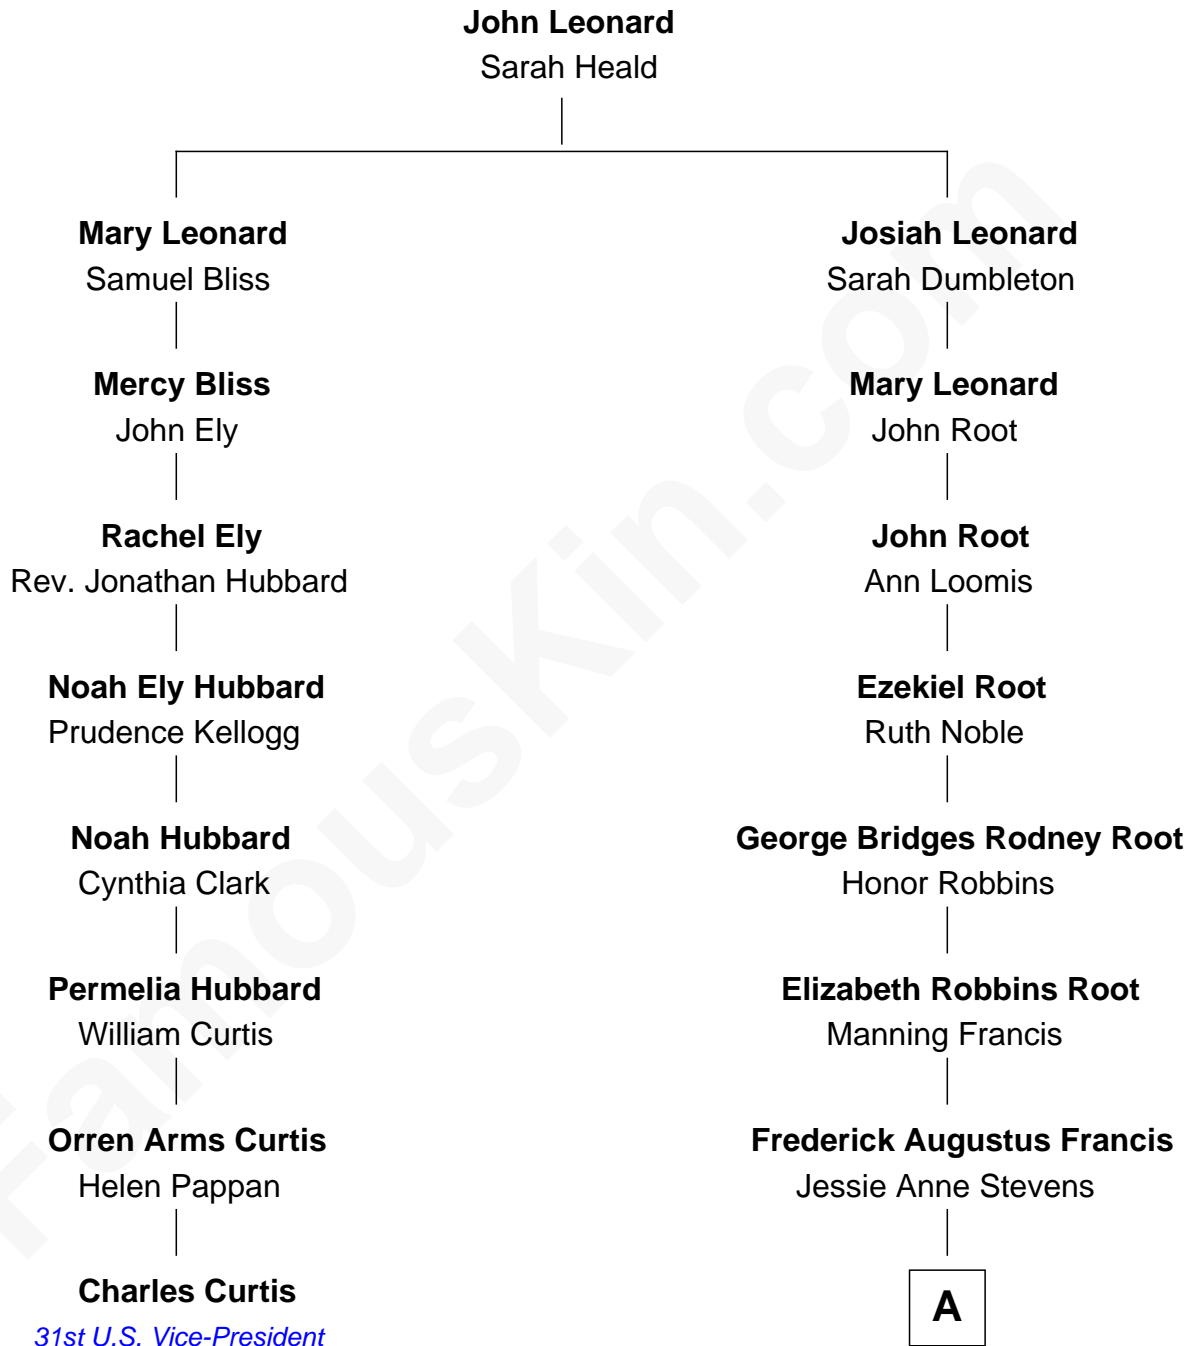 John Leonard
Sarah Heald
Mary Leonard
Samuel Bliss
Josiah Leonard
Sarah Dumbleton
Mercy Bliss
John Ely
Mary Leonard
John Root
Rachel Ely
Rev. Jonathan Hubbard
John Root
Ann Loomis
Noah Ely Hubbard
Prudence Kellogg
Ezekiel Root
Ruth Noble
Noah Hubbard
Cynthia Clark
George Bridges Rodney Root
Honor Robbins
Permelia Hubbard
William Curtis
Elizabeth Robbins Root
Manning Francis
Orren Arms Curtis
Helen Pappan
Frederick Augustus Francis
Jessie Anne Stevens
Charles Curtis
31st U.S. Vice-President
A
FamousKin.com